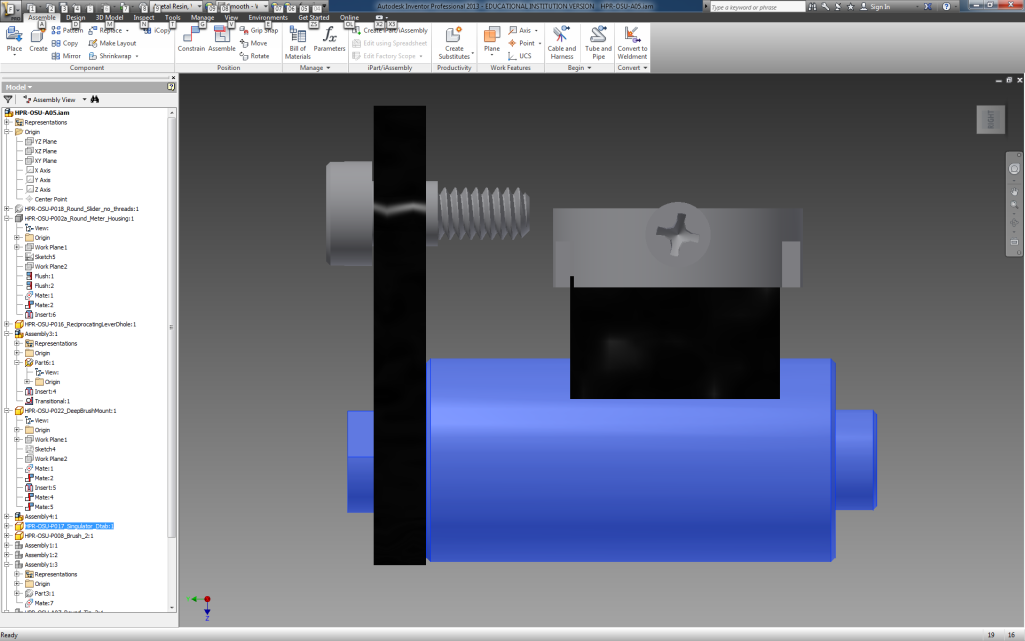 Metal Resin,
Smooth -
Autodesk Inventor Professional 2013 - EDUCATIONAL INSTITUTION VERSION HPR-OSU-A05.iam
Type a keyword or phrase
Sign In
Assemble Design 3D Model Inspect Tools Manage View Environments Get Started Online
Place
Create
Pattern
Copy
Mirror
Replace
Make Layout
Shrinkwrap
iCopy
Component
Constrain
Assemble
Grip Snap
Move
Rotate
Position
Bill of Materials
Parameters
Manage
Create iPart/iAssembly
Edit using Spreadsheet
Edit Factory Scope
iPart/iAssembly
Create Substitutes
Productivity
Plane
Axis
Point
UCS
Work Features
Cable and Harness
Tube and Pipe
Begin
Convert to Weldment
Convert
Model
Assembly View
HPR-OSU-A05.iam
Representations
Origin
YZ Plane
XZ Plane
XY Plane
X Axis
Y Axis
Z Axis
Center Point
HPR-OSU-P018_Round_Slider_no_threads:1
HPR-OSU-P002a_Round_Meter_Housing:1
View:
Origin
Work Plane1
Sketch5
Work Plane2
Flush:1
Flush:2
Mate:1
Mate:2
Insert:6
HPR-OSU-P016_ReciprocatingLeverDhole:1
Assembly3:1
Representations
Origin
Part6:1
View:
Origin
Insert:4
Transitional:1
HPR-OSU-P022_DeepBrushMount:1
View:
Origin
Work Plane1
Sketch4
Work Plane2
Mate:1
Mate:2
Insert:5
Mate:4
Mate:5
Assembly4:1
HPR-OSU-P017_Singulator_Dtab:1
HPR-OSU-P008_Brush_2:1
Assembly1:1
Assembly1:2
Assembly1:3
Representations
Origin
Part3:1
Mate:7
RIGHT
Z
Ready
19 16